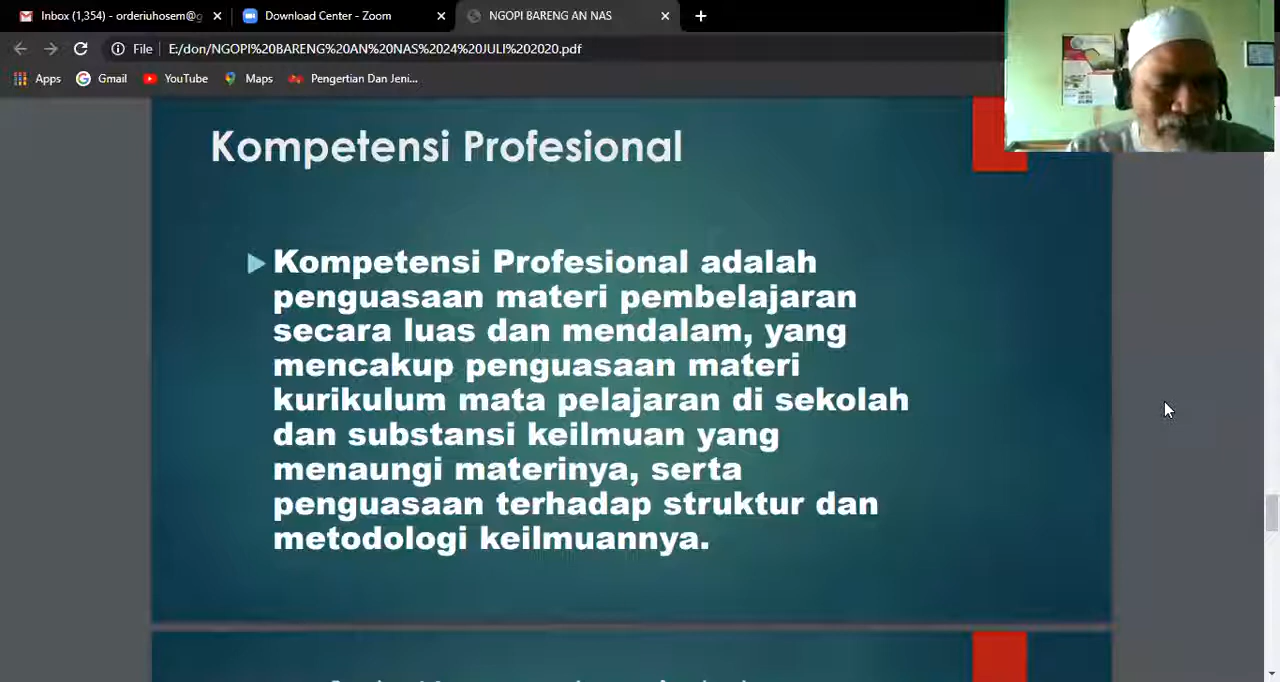 Inbox (1,354) - orderiuhosem@g
Download Center - Zoom
NGOPI BARENG AN NAS
File
E:/don/NGOPI%20BARENG%20AN%20NAS%2024%20JULI%202020.pdf
Apps
Gmail
YouTube
Maps
Pengertian Dan Jeni...
Kompetensi Profesional
Kompetensi Profesional adalah
penguasaan materi pembelajaran
secara luas dan mendalam, yang
mencakup penguasaan materi
kurikulum mata pelajaran di sekolah
dan substansi keilmuan yang
menaungi materinya, serta
penguasaan terhadap struktur dan
metodologi keilmuannya.